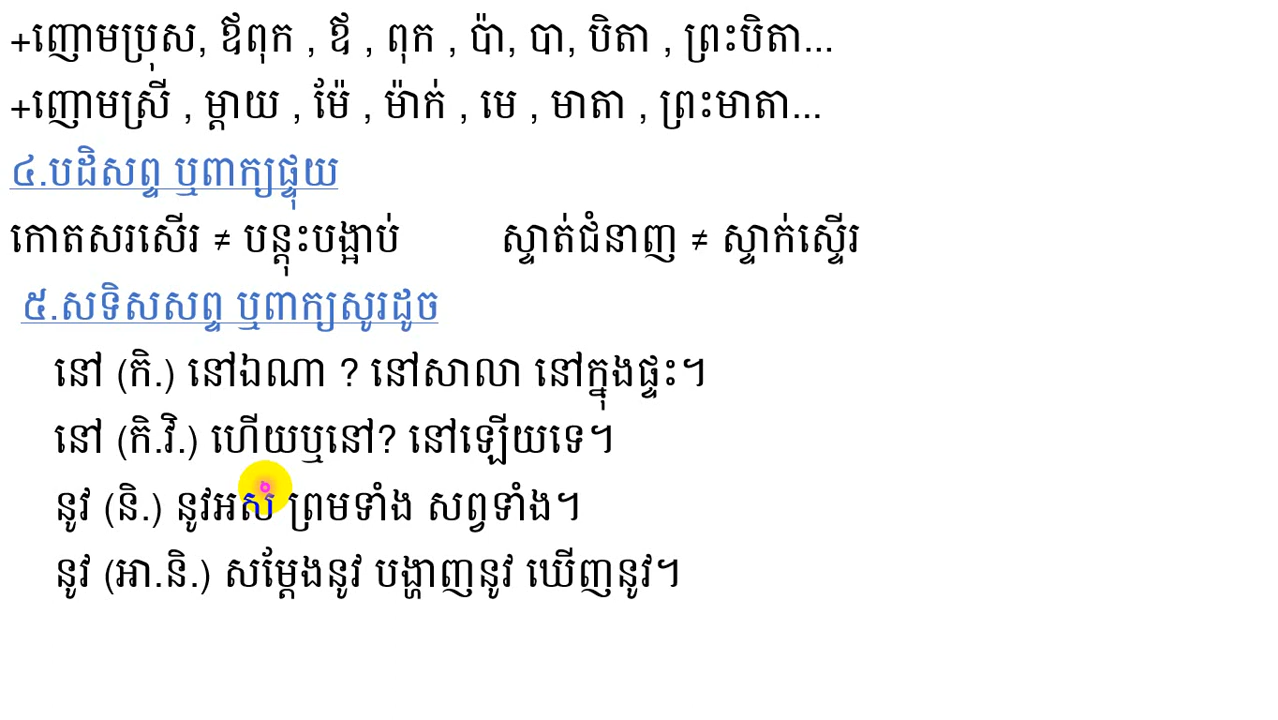 +ញោមប្រុស, ឪពុក , ឪ , ពុក , ប៉ា, បា, បិតា , ព្រះបិតា...
+ញោមស្រី , ម្ដាយ , ម៉ែ , ម៉ាក់ , មេ , មាតា , ព្រះមាតា...
៤.បដិសព្ទ ឬពាក្យផ្ទុយ
កោតសរសើរ ≠ បន្តុះបង្អាប់ ស្ទាត់ជំនាញ ≠ ស្ទាក់ស្ទើរ
៥.សទិសសព្ទ ឬពាក្យសូរដូច
នៅ (កិ.) នៅឯណា ? នៅសាលា នៅក្នុងផ្ទះ។
នៅ (កិ.វិ.) ហើយឬនៅ? នៅឡើយទេ។
នូវ (និ.) នូវអសំ ព្រមទាំង សព្វទាំង។
នូវ (អា.និ.) សម្ដែងនូវ បង្ហាញនូវ ឃើញនូវ។